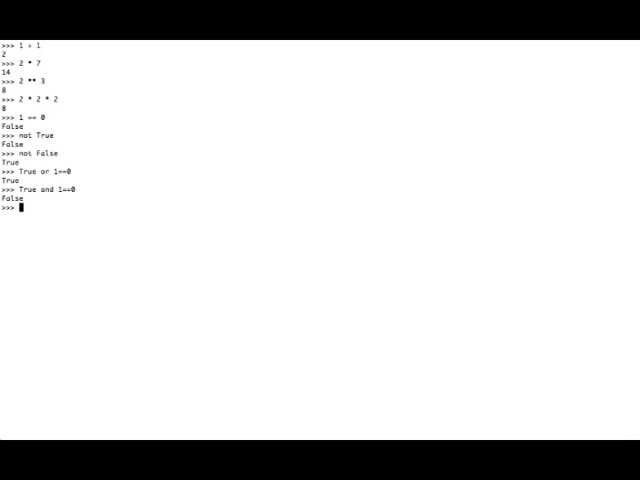 >>> 1 + 1
2
>>> 2 * 7
14
>>> 2 ** 3
8
>>> 2 * 2 * 2
8
>>> 1 == 0
False
>>> not True
False
>>> not False
True
>>> True or 1==0
True
>>> True and 1==0
False
>>>